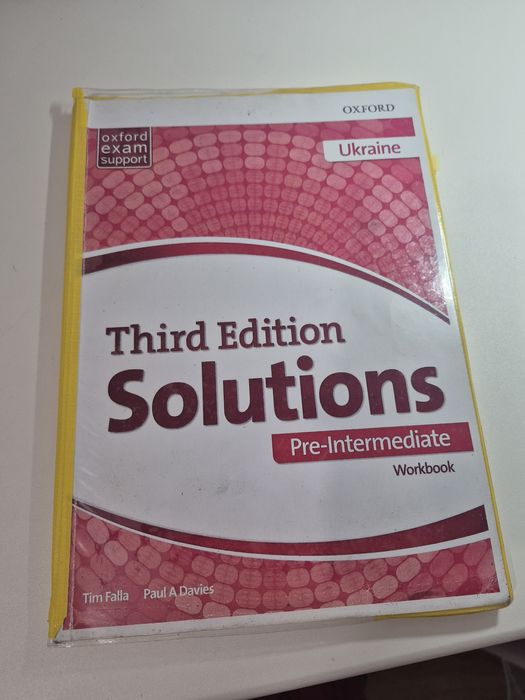 OXFORD
oxford
exam
support
Ukraine
Third Edition
Solutions
Pre-Intermediate
Workbook
Tim Falla Paul A Davies